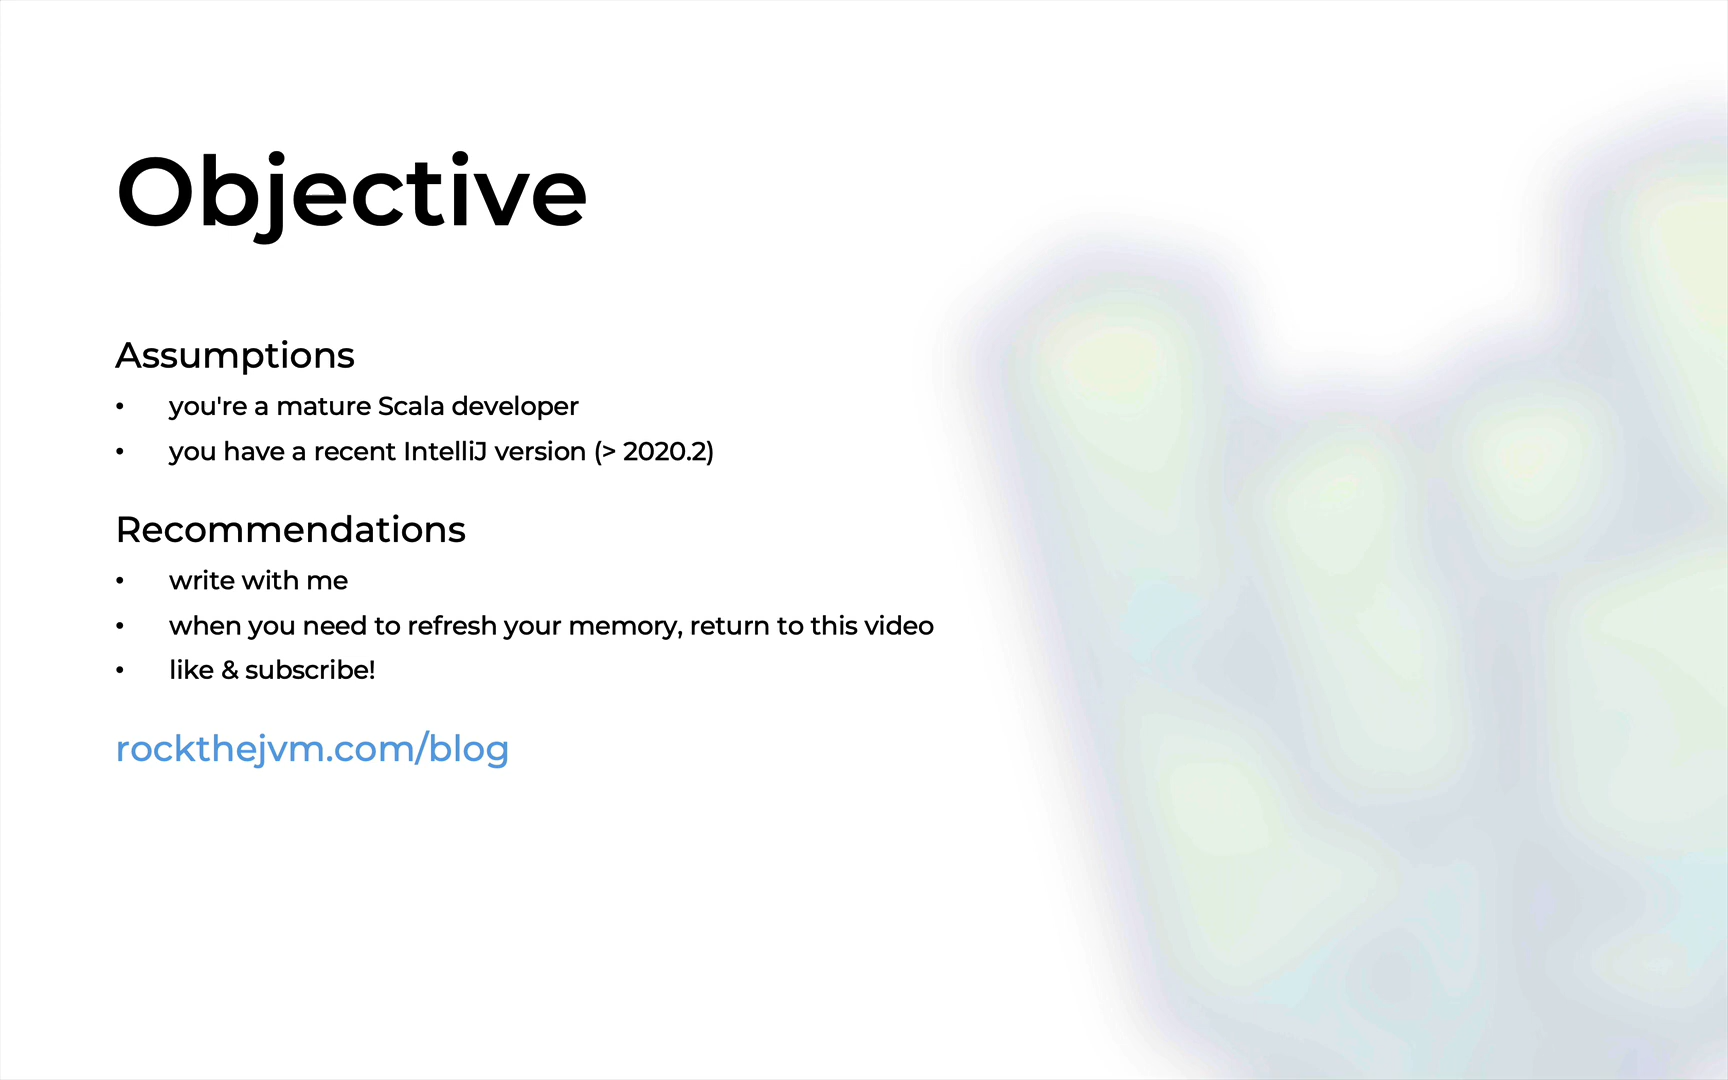 Objective
Assumptions
• you're a mature Scala developer
• you have a recent IntelliJ version (> 2020.2)
Recommendations
• write with me
• when you need to refresh your memory, return to this video
• like & subscribe!
rockthejvm.com/blog